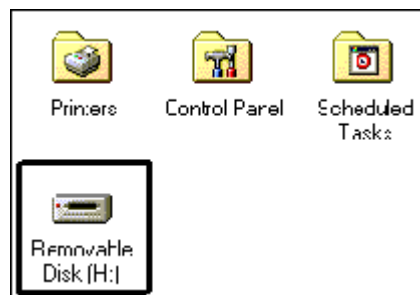 Printers Control Panel Scheduled
Tasks
Removable
Disk (H:)